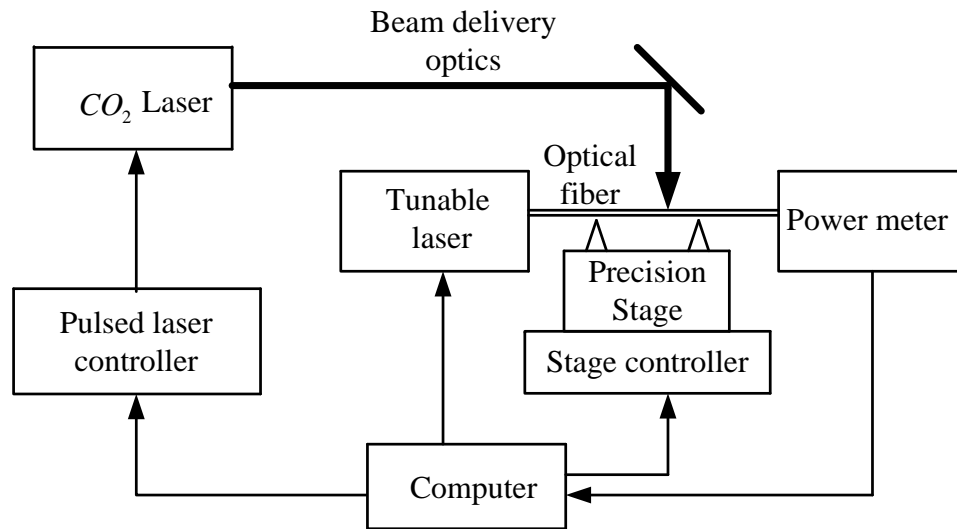 Beam delivery
optics
CO₂ Laser
Optical
fiber
Tunable
laser
Power meter
Precision
Stage
Pulsed laser
controller
Stage controller
Computer